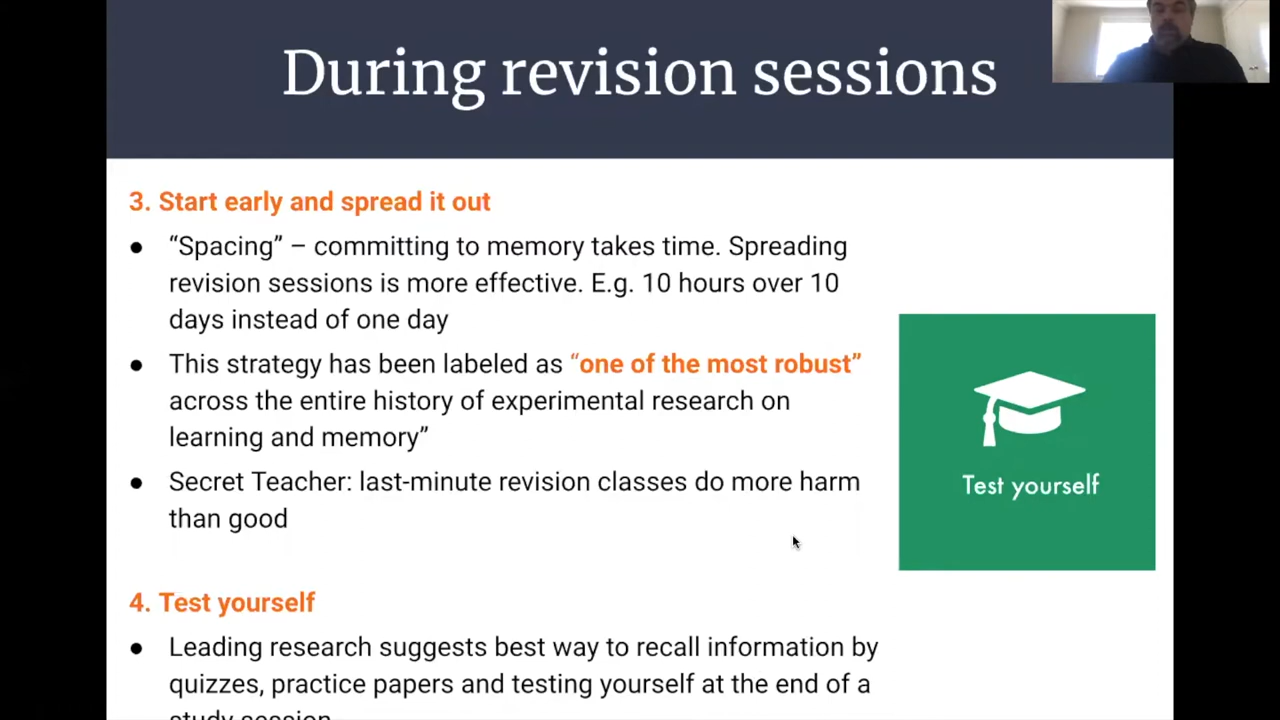 During revision sessions
3. Start early and spread it out
● “Spacing” – committing to memory takes time. Spreading
revision sessions is more effective. E.g. 10 hours over 10
days instead of one day
● This strategy has been labeled as “one of the most robust”
across the entire history of experimental research on
learning and memory”
● Secret Teacher: last-minute revision classes do more harm
than good
Test yourself
4. Test yourself
● Leading research suggests best way to recall information by
quizzes, practice papers and testing yourself at the end of a
study session